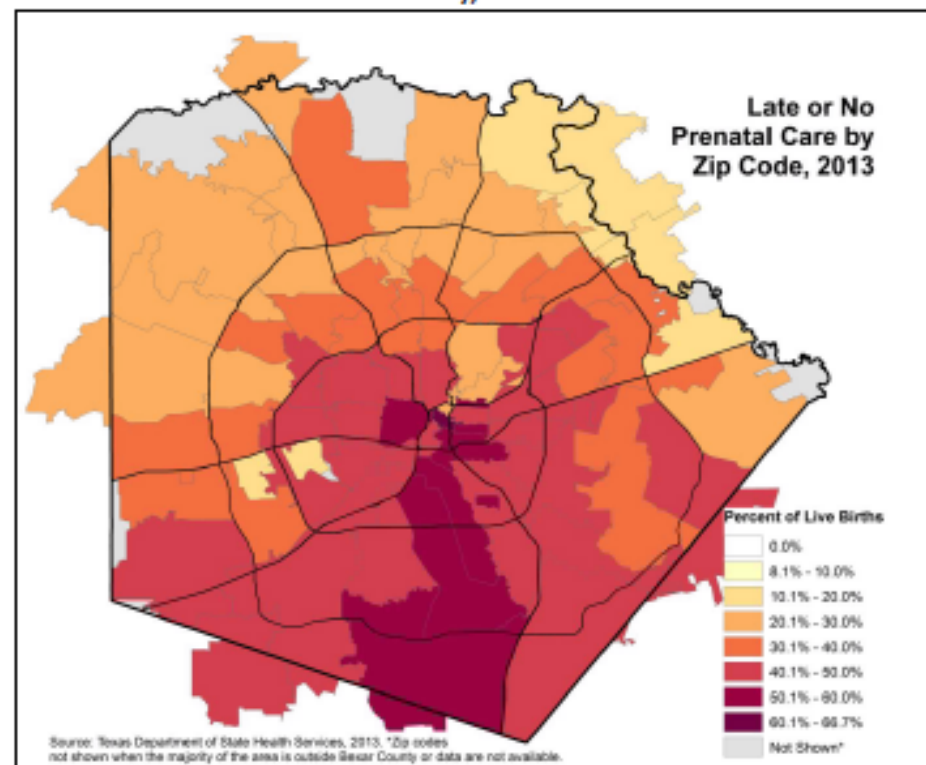 Late or No
Prenatal Care by
Zip Code, 2013
Percent of Live Births
0.0%
8.1% - 10.0%
10.1% - 20.0%
20.1% - 30.0%
30.1% - 40.0%
40.1% - 50.0%
50.1% - 60.0%
60.1% - 66.7%
Not Shown*
Source: Texas Department of State Health Services, 2013. *Zip codes
not shown when the majority of the area is outside Bexar County or data are not available.